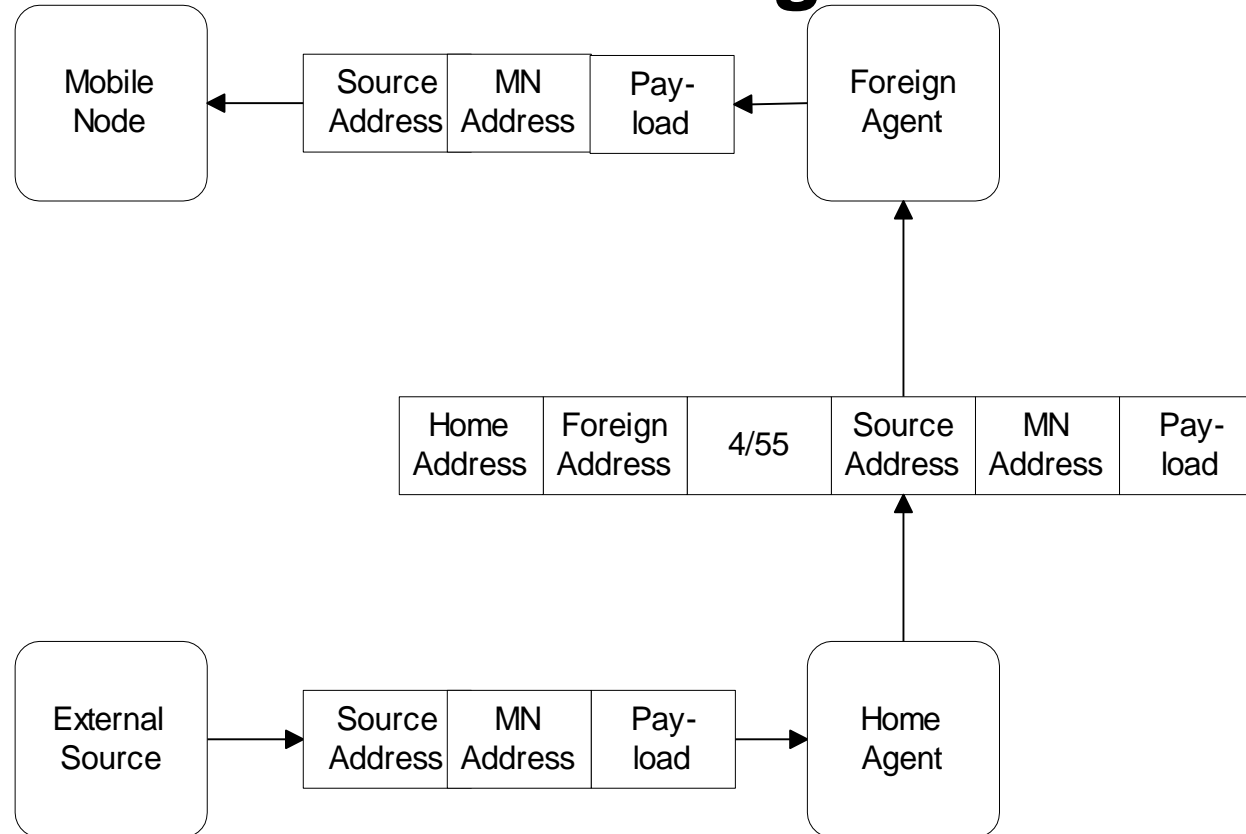 Mobile
Node
Source
Address
MN
Address
Pay-
load
Foreign
Agent
Home
Address
Foreign
Address
4/55
Source
Address
MN
Address
Pay-
load
External
Source
Source
Address
MN
Address
Pay-
load
Home
Agent